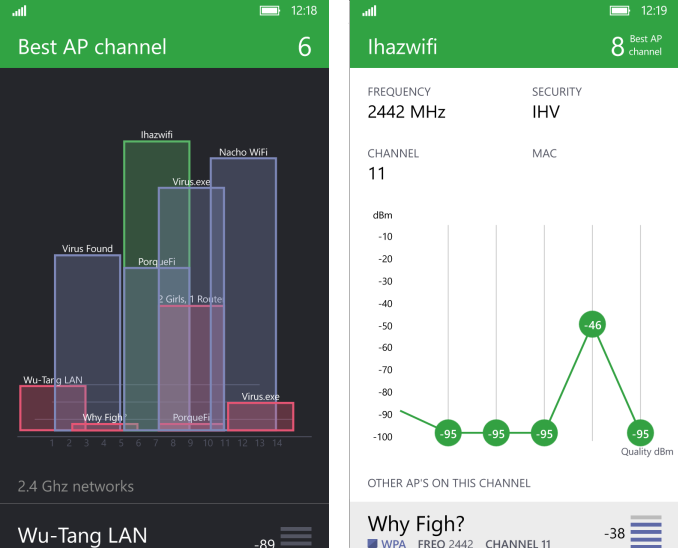 12:18
Best AP channel 6
Ihazwifi
Nacho WiFi
Virus.exe
Virus Found
PorqueFi
2 Girls, 1 Route
Wu-Tang LAN
Virus.exe
Why Figh?
PorqueFi
1 2 3 4 5 6 7 8 9 10 11 12 13 14
2.4 Ghz networks
Wu-Tang LAN
-89
12:19
Ihazwifi
8 Best AP
channel
FREQUENCY
2442 MHz
SECURITY
IHV
CHANNEL
11
MAC
dBm
-10
-20
-30
-40
-50
-60
-70
-80
-90
-100
-95
-95
-95
-46
-95
Quality dBm
OTHER AP'S ON THIS CHANNEL
Why Figh?
-38
WPA FREQ 2442 CHANNEL 11